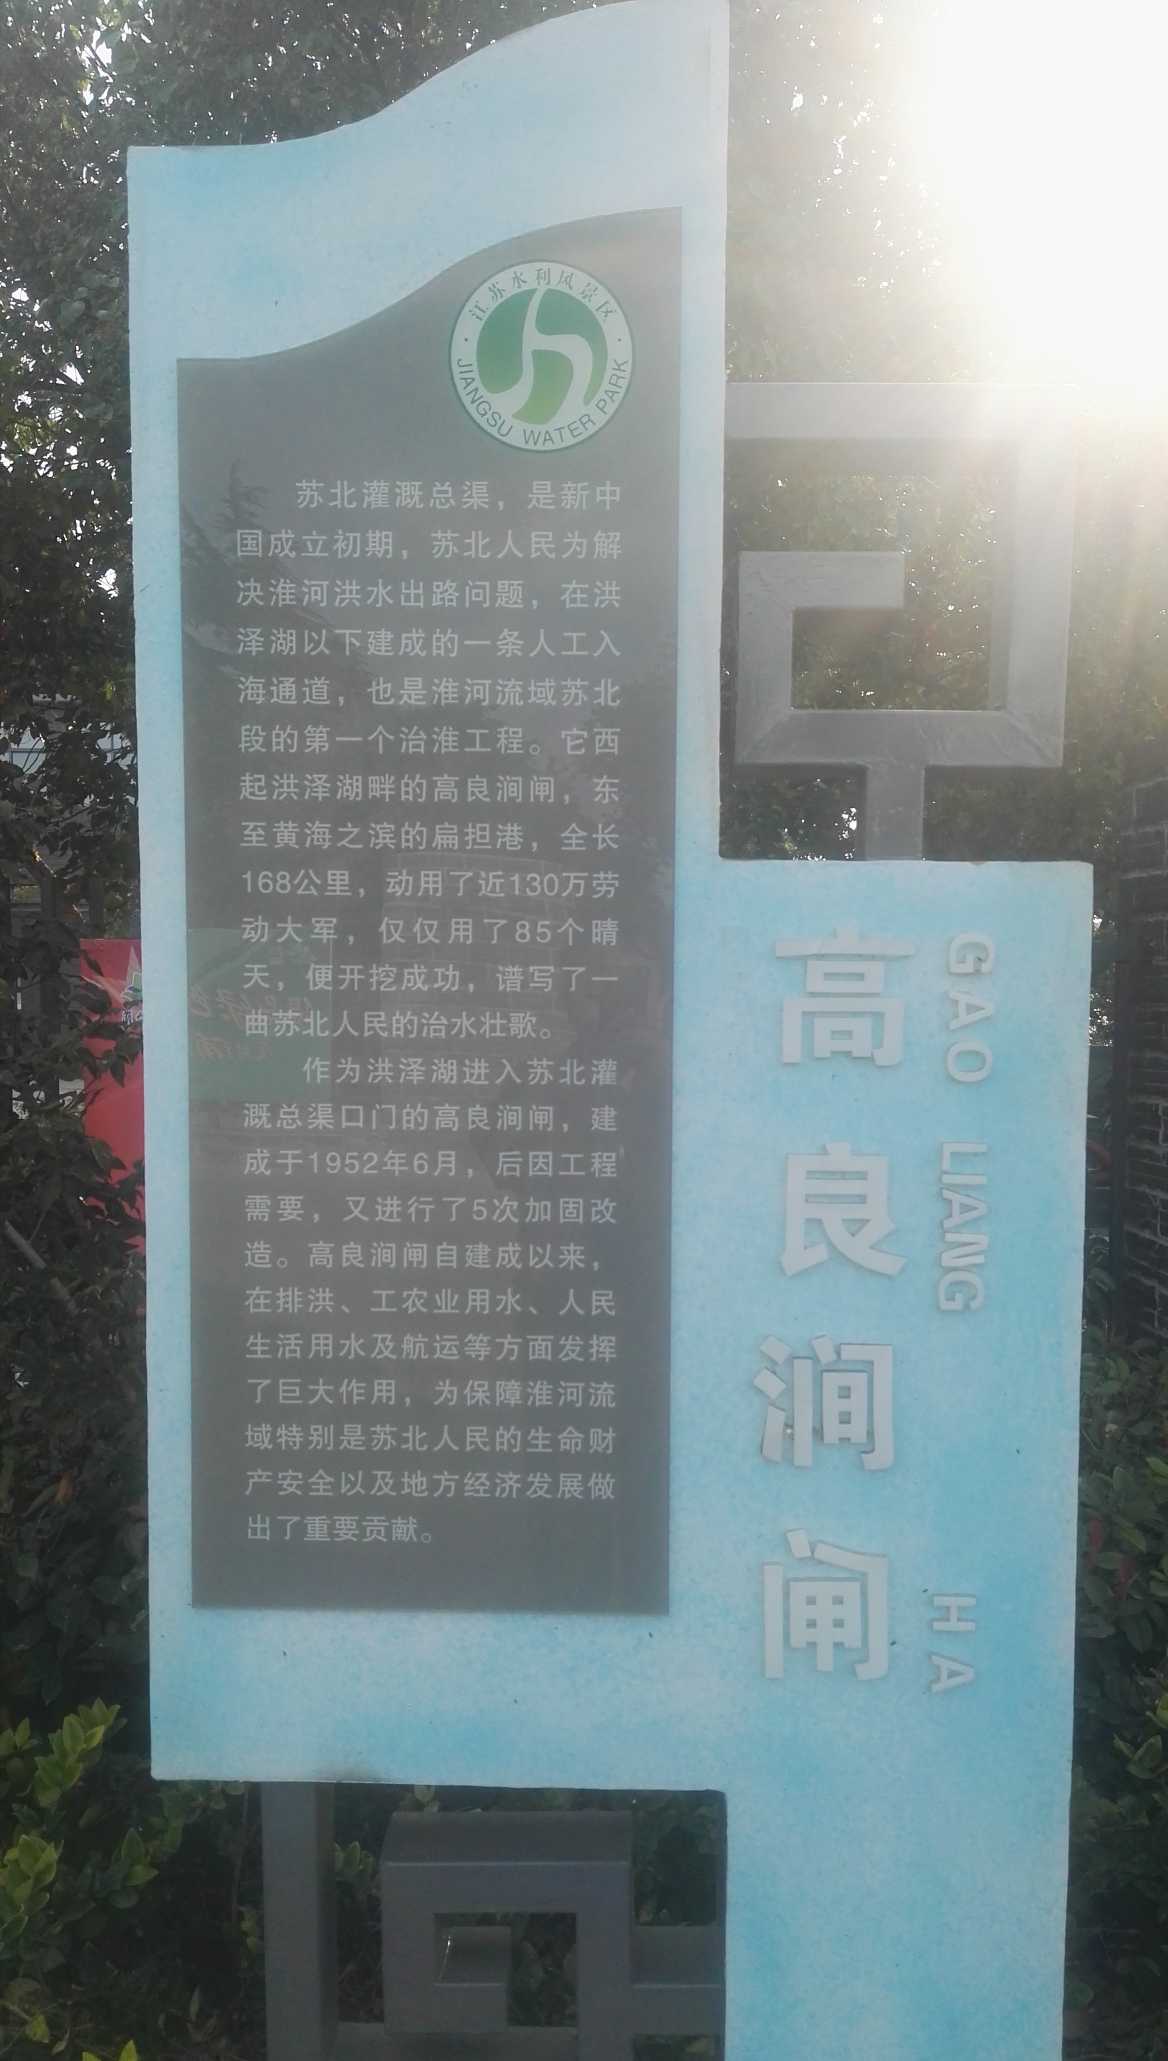 江苏水利风景区
JIANGSU WATER PARK
苏北灌溉总渠，是新中
国成立初期，苏北人民为解
决淮河洪水出路问题，在洪
泽湖以下建成的一条人工入
海通道，也是淮河流域苏北
段的第一个治淮工程。它西
起洪泽湖畔的高良涧闸，东
至黄海之滨的扁担港，全长
168公里，动用了近130万劳
动大军，仅仅用了85个晴
天，便开挖成功，谱写了一
曲苏北人民的治水壮歌。
作为洪泽湖进入苏北灌
溉总渠口门的高良涧闸，建
成于1952年6月，后因工程
需要，又进行了5次加固改
造。高良涧闸自建成以来，
在排洪、工农业用水、人民
生活用水及航运等方面发挥
了巨大作用，为保障淮河流
域特别是苏北人民的生命财
产安全以及地方经济发展做
出了重要贡献。
高良涧闸
GAO LIANG HA